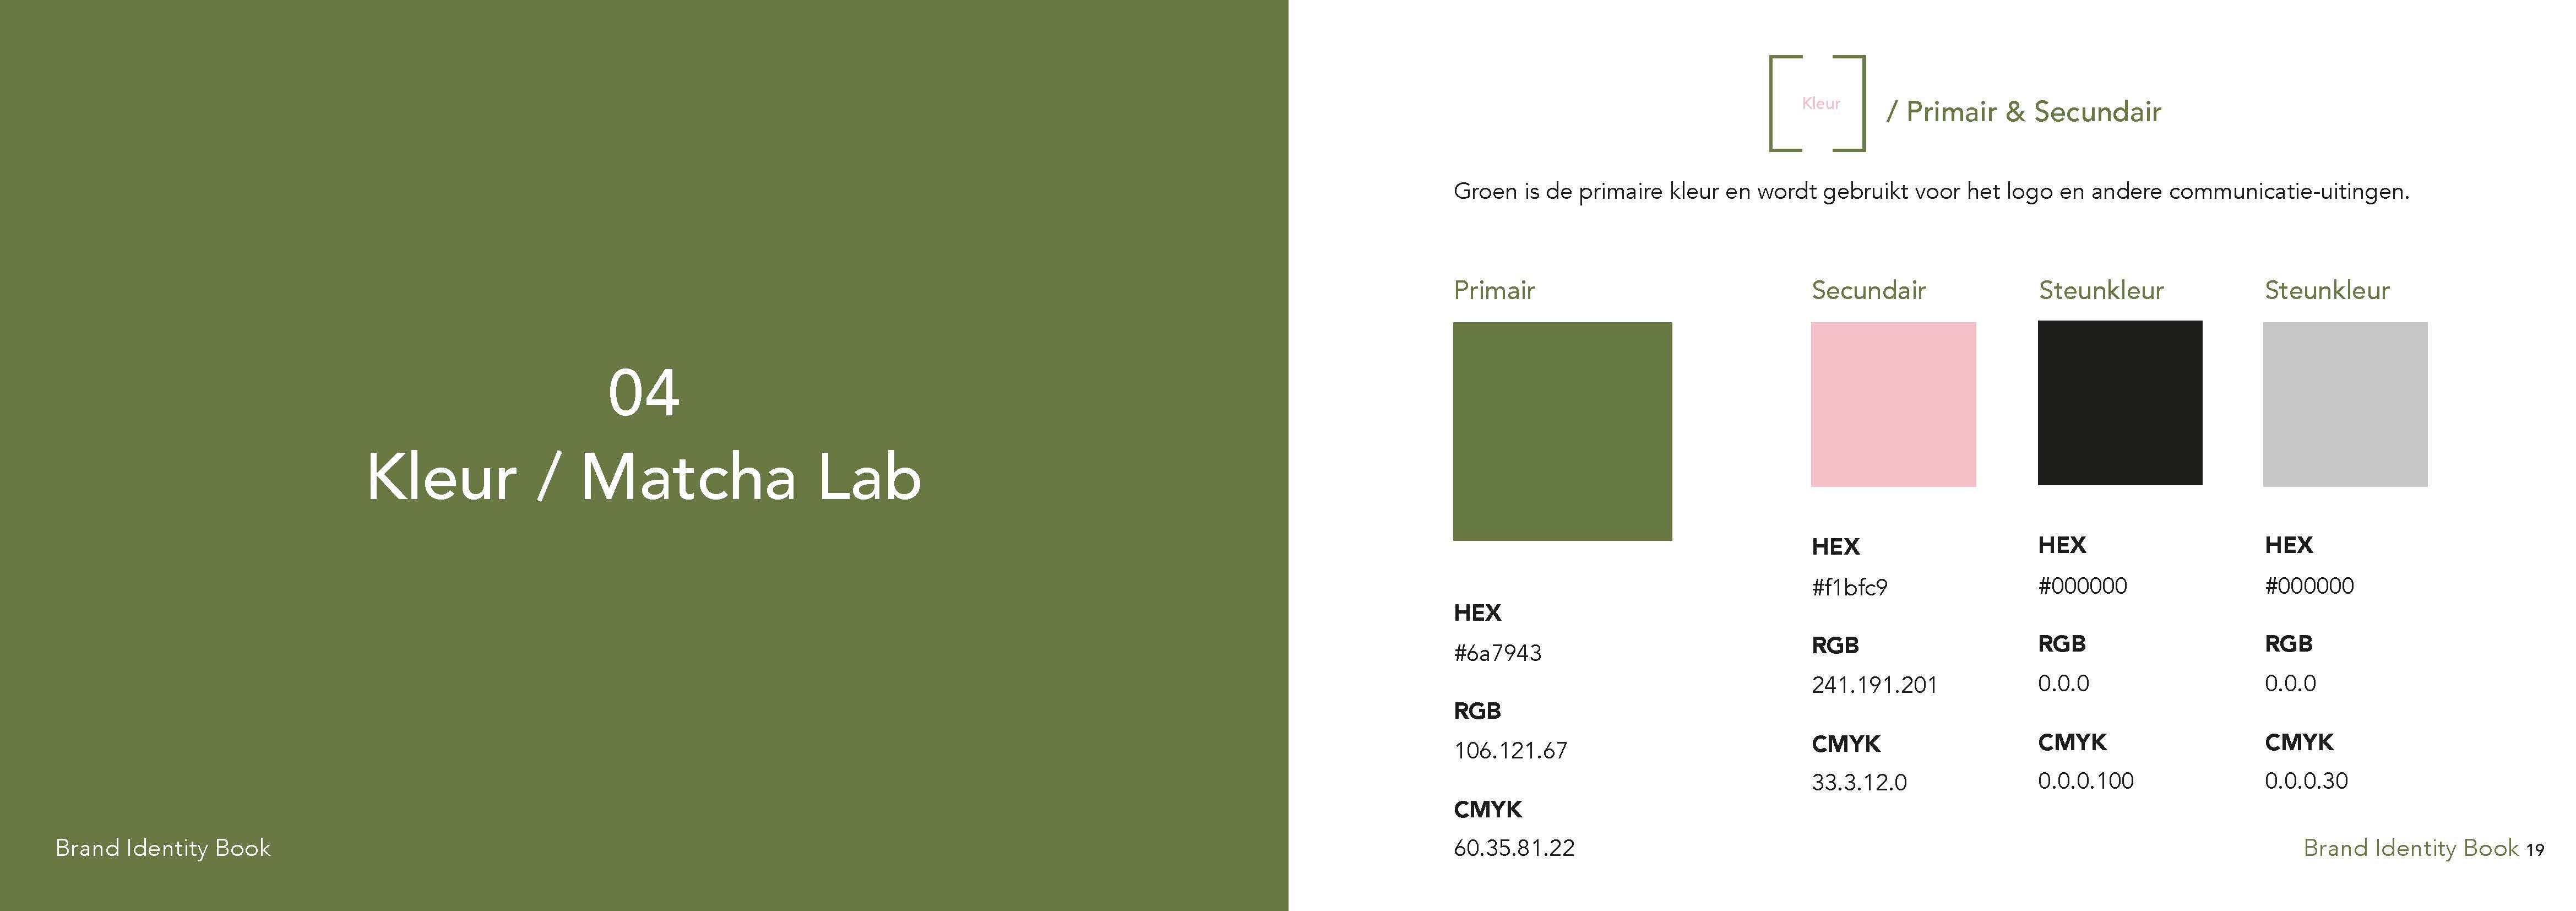 04
Kleur / Matcha Lab
Brand Identity Book
Kleur
/ Primair & Secundair
Groen is de primaire kleur en wordt gebruikt voor het logo en andere communicatie-uitingen.
Primair
HEX
#6a7943
RGB
106.121.67
CMYK
60.35.81.22
Secundair
HEX
#f1bfc9
RGB
241.191.201
CMYK
33.3.12.0
Steunkleur
HEX
#000000
RGB
0.0.0
CMYK
0.0.0.100
Steunkleur
HEX
#000000
RGB
0.0.0
CMYK
0.0.0.30
Brand Identity Book 19